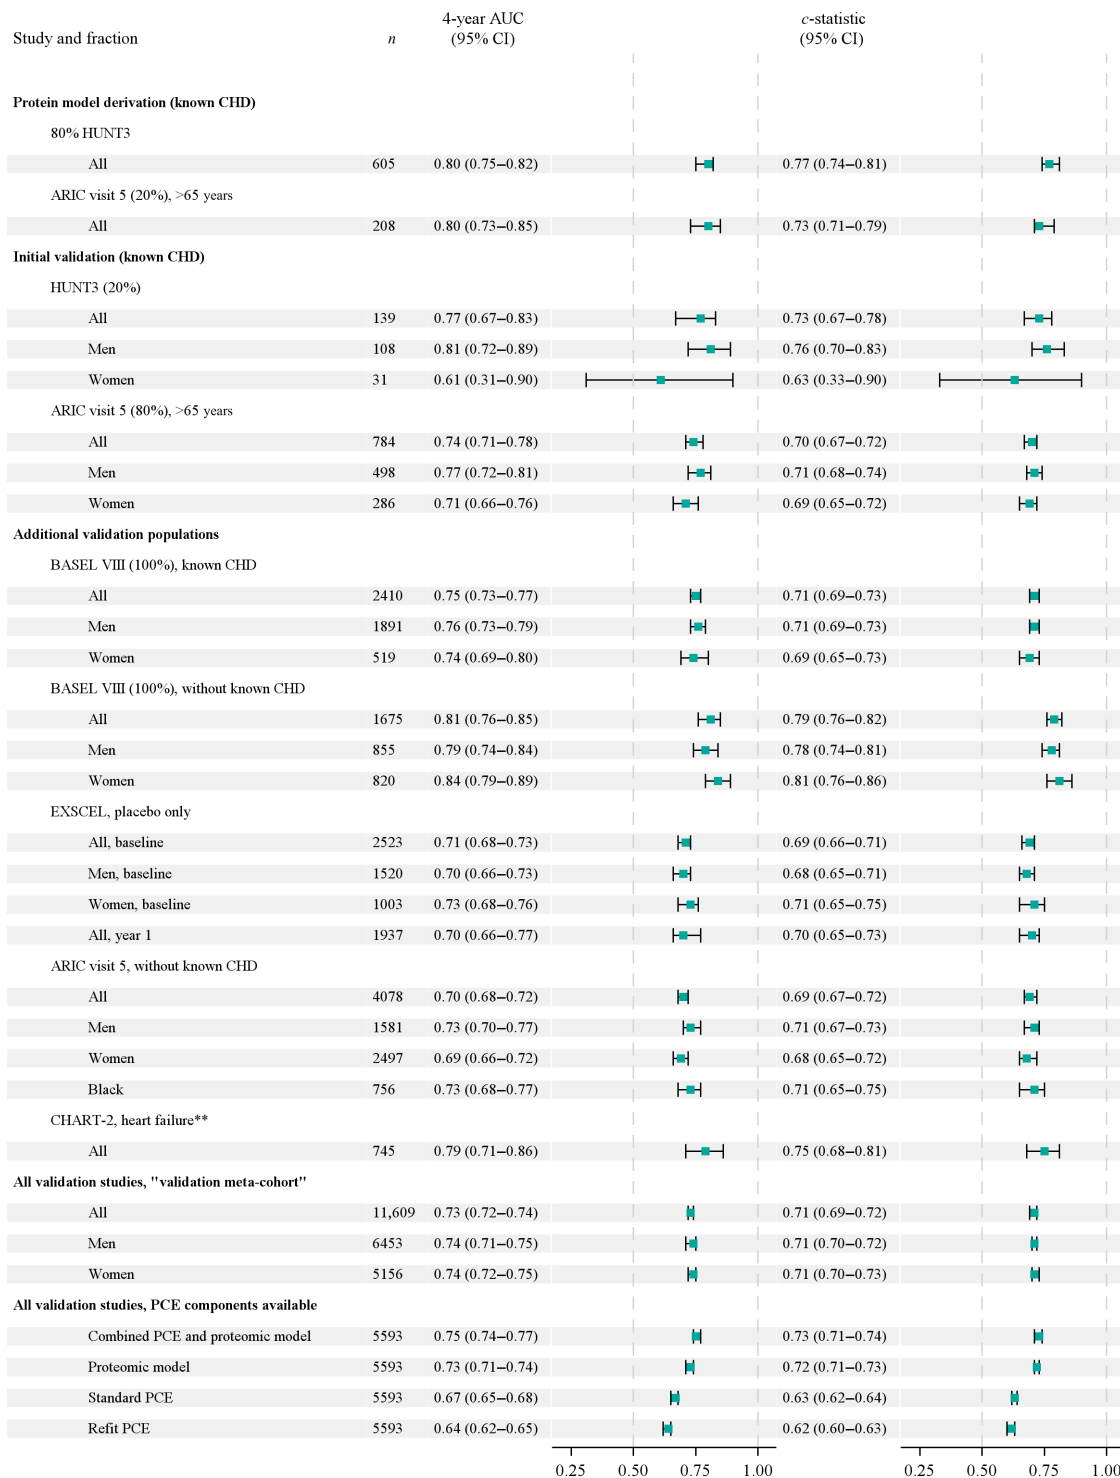 4-year AUC c-statistic
Study and fraction n (95% CI) (95% CI)
Protein model derivation (known CHD)
80% HUNT3
All 605 0.80 (0.75–0.82) 0.77 (0.74–0.81)
ARIC visit 5 (20%), >65 years
All 208 0.80 (0.73–0.85) 0.73 (0.71–0.79)
Initial validation (known CHD)
HUNT3 (20%)
All 139 0.77 (0.67–0.83) 0.73 (0.67–0.78)
Men 108 0.81 (0.72–0.89) 0.76 (0.70–0.83)
Women 31 0.61 (0.31–0.90) 0.63 (0.33–0.90)
ARIC visit 5 (80%), >65 years
All 784 0.74 (0.71–0.78) 0.70 (0.67–0.72)
Men 498 0.77 (0.72–0.81) 0.71 (0.68–0.74)
Women 286 0.71 (0.66–0.76) 0.69 (0.65–0.72)
Additional validation populations
BASEL VIII (100%), known CHD
All 2410 0.75 (0.73–0.77) 0.71 (0.69–0.73)
Men 1891 0.76 (0.73–0.79) 0.71 (0.69–0.73)
Women 519 0.74 (0.69–0.80) 0.69 (0.65–0.73)
BASEL VIII (100%), without known CHD
All 1675 0.81 (0.76–0.85) 0.79 (0.76–0.82)
Men 855 0.79 (0.74–0.84) 0.78 (0.74–0.81)
Women 820 0.84 (0.79–0.89) 0.81 (0.76–0.86)
EXSCEL, placebo only
All, baseline 2523 0.71 (0.68–0.73) 0.69 (0.66–0.71)
Men, baseline 1520 0.70 (0.66–0.73) 0.68 (0.65–0.71)
Women, baseline 1003 0.73 (0.68–0.76) 0.71 (0.65–0.75)
All, year 1 1937 0.70 (0.66–0.77) 0.70 (0.65–0.73)
ARIC visit 5, without known CHD
All 4078 0.70 (0.68–0.72) 0.69 (0.67–0.72)
Men 1581 0.73 (0.70–0.77) 0.71 (0.67–0.73)
Women 2497 0.69 (0.66–0.72) 0.68 (0.65–0.72)
Black 756 0.73 (0.68–0.77) 0.71 (0.65–0.75)
CHART-2, heart failure**
All 745 0.79 (0.71–0.86) 0.75 (0.68–0.81)
All validation studies, "validation meta-cohort"
All 11,609 0.73 (0.72–0.74) 0.71 (0.69–0.72)
Men 6453 0.74 (0.71–0.75) 0.71 (0.70–0.72)
Women 5156 0.74 (0.72–0.75) 0.71 (0.70–0.73)
All validation studies, PCE components available
Combined PCE and proteomic model 5593 0.75 (0.74–0.77) 0.73 (0.71–0.74)
Proteomic model 5593 0.73 (0.71–0.74) 0.72 (0.71–0.73)
Standard PCE 5593 0.67 (0.65–0.68) 0.63 (0.62–0.64)
Refit PCE 5593 0.64 (0.62–0.65) 0.62 (0.60–0.63)
0.25 0.50 0.75 1.00 0.25 0.50 0.75 1.00